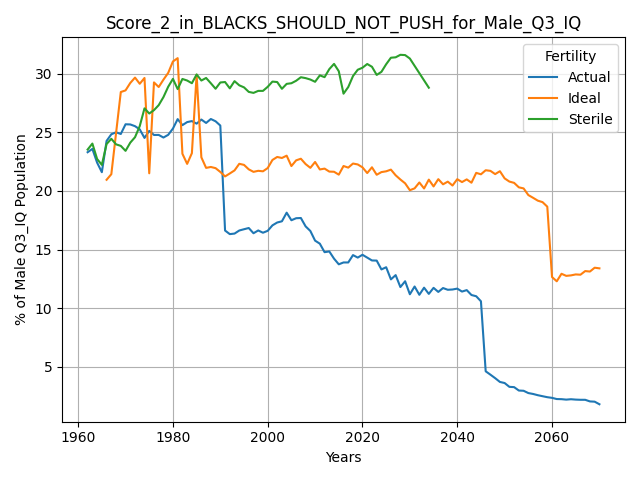 Score_2_in_BLACKS_SHOULD_NOT_PUSH_for_Male_Q3_IQ
Fertility
Actual
Ideal
Sterile
% of Male Q3_IQ Population
30
25
20
15
10
5
1960 1980 2000 2020 2040 2060
Years